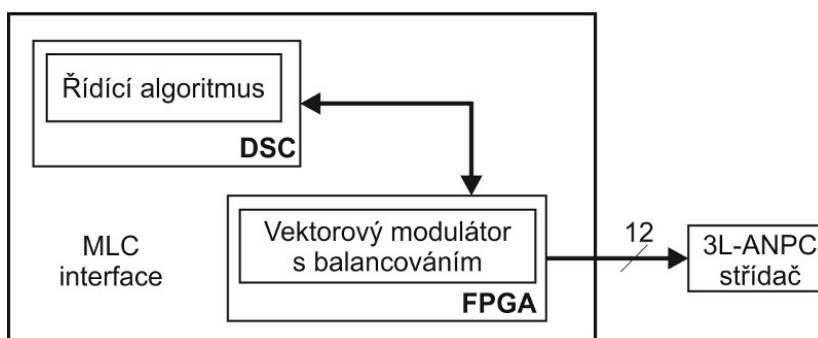 Řídící algoritmus
DSC
Vektorový modulátor
s balancováním
FPGA
MLC
interface
12
3L-ANPC
střídač